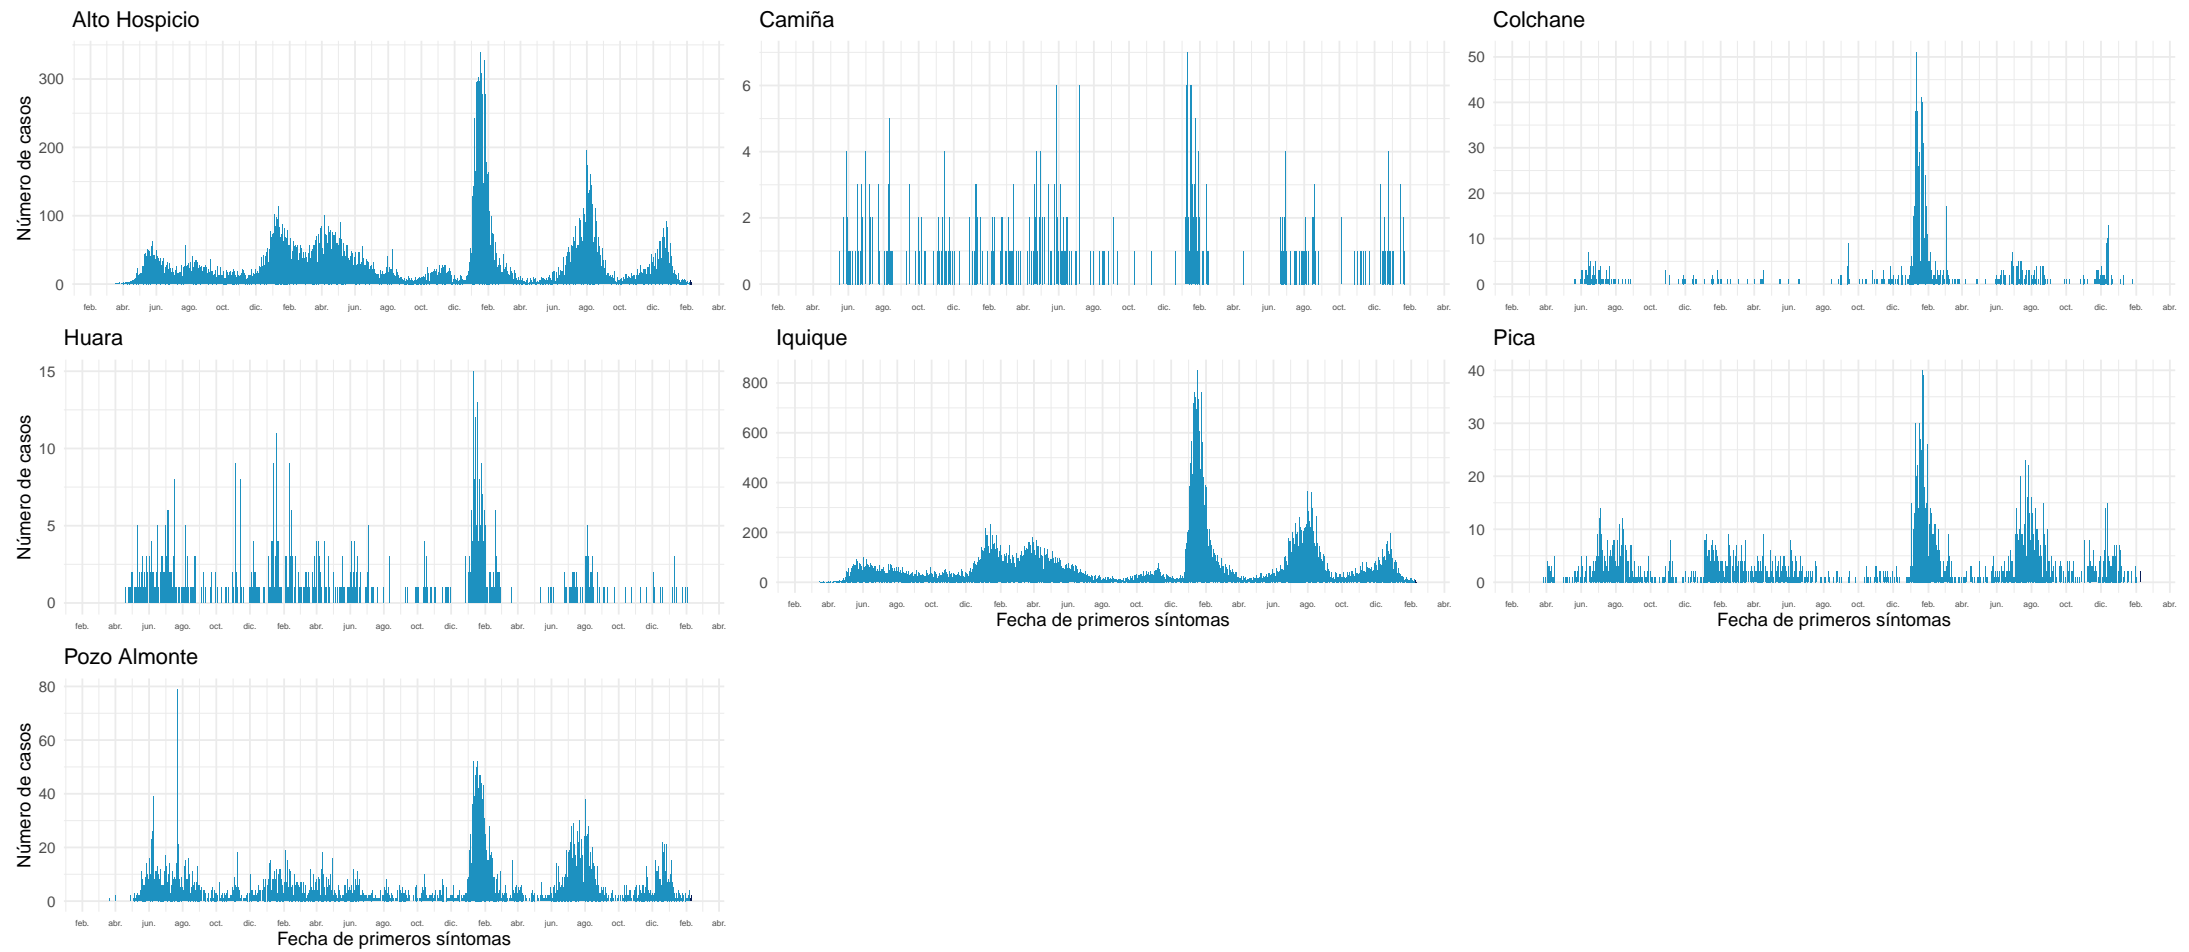 Alto Hospicio
Número de casos
300
200
100
0
feb. abr. jun. ago. oct. dic. feb. abr. jun. ago. oct. dic. feb. abr. jun. ago. oct. dic. feb. abr.
Camiña
6
4
2
0
feb. abr. jun. ago. oct. dic. feb. abr. jun. ago. oct. dic. feb. abr. jun. ago. oct. dic. feb. abr.
Colchane
50
40
30
20
10
0
feb. abr. jun. ago. oct. dic. feb. abr. jun. ago. oct. dic. feb. abr. jun. ago. oct. dic. feb. abr.
Huara
Número de casos
15
10
5
0
feb. abr. jun. ago. oct. dic. feb. abr. jun. ago. oct. dic. feb. abr. jun. ago. oct. dic. feb. abr.
Iquique
800
600
400
200
0
feb. abr. jun. ago. oct. dic. feb. abr. jun. ago. oct. dic. feb. abr. jun. ago. oct. dic. feb. abr.
Fecha de primeros síntomas
Pica
40
30
20
10
0
feb. abr. jun. ago. oct. dic. feb. abr. jun. ago. oct. dic. feb. abr. jun. ago. oct. dic. feb. abr.
Fecha de primeros síntomas
Pozo Almonte
Número de casos
80
60
40
20
0
feb. abr. jun. ago. oct. dic. feb. abr. jun. ago. oct. dic. feb. abr. jun. ago. oct. dic. feb. abr.
Fecha de primeros síntomas